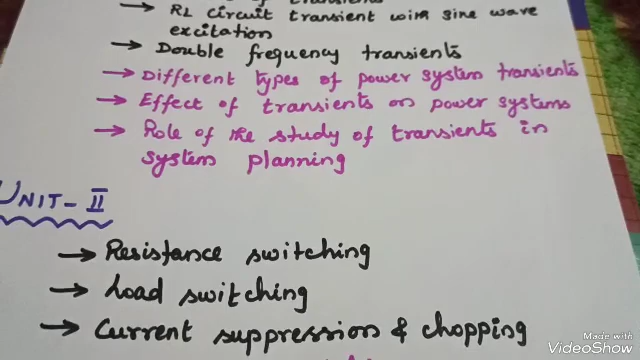 → RL circuit transient with sine wave
excitation
→ Double frequency transients
→ Different types of power system transients
→ Effect of transients on power systems
→ Role of the study of transients in
system planning
UNIT-II
→ Resistance switching
→ Load switching
→ Current suppression & chopping
Made with
VideoShow